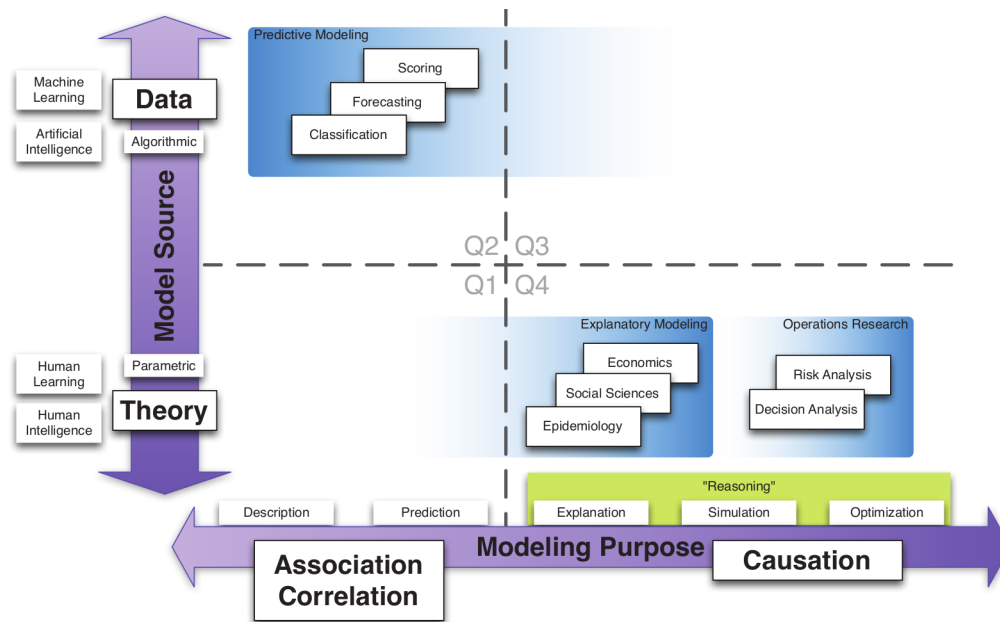 Predictive Modeling
Scoring
Forecasting
Classification
Machine
Learning
Data
Artificial
Intelligence
Algorithmic
Model Source
Q2 Q3
Q1 Q4
Explanatory Modeling
Operations Research
Economics
Social Sciences
Epidemiology
Risk Analysis
Decision Analysis
Human
Learning
Parametric
Theory
Human
Intelligence
"Reasoning"
Description
Prediction
Explanation
Simulation
Optimization
Modeling Purpose
Association
Correlation
Causation